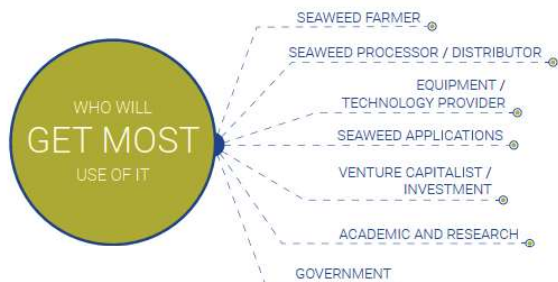 WHO WILL
GET MOST
USE OF IT
SEAWEED FARMER
SEAWEED PROCESSOR / DISTRIBUTOR
EQUIPMENT /
TECHNOLOGY PROVIDER
SEAWEED APPLICATIONS
VENTURE CAPITALIST /
INVESTMENT
ACADEMIC AND RESEARCH
GOVERNMENT